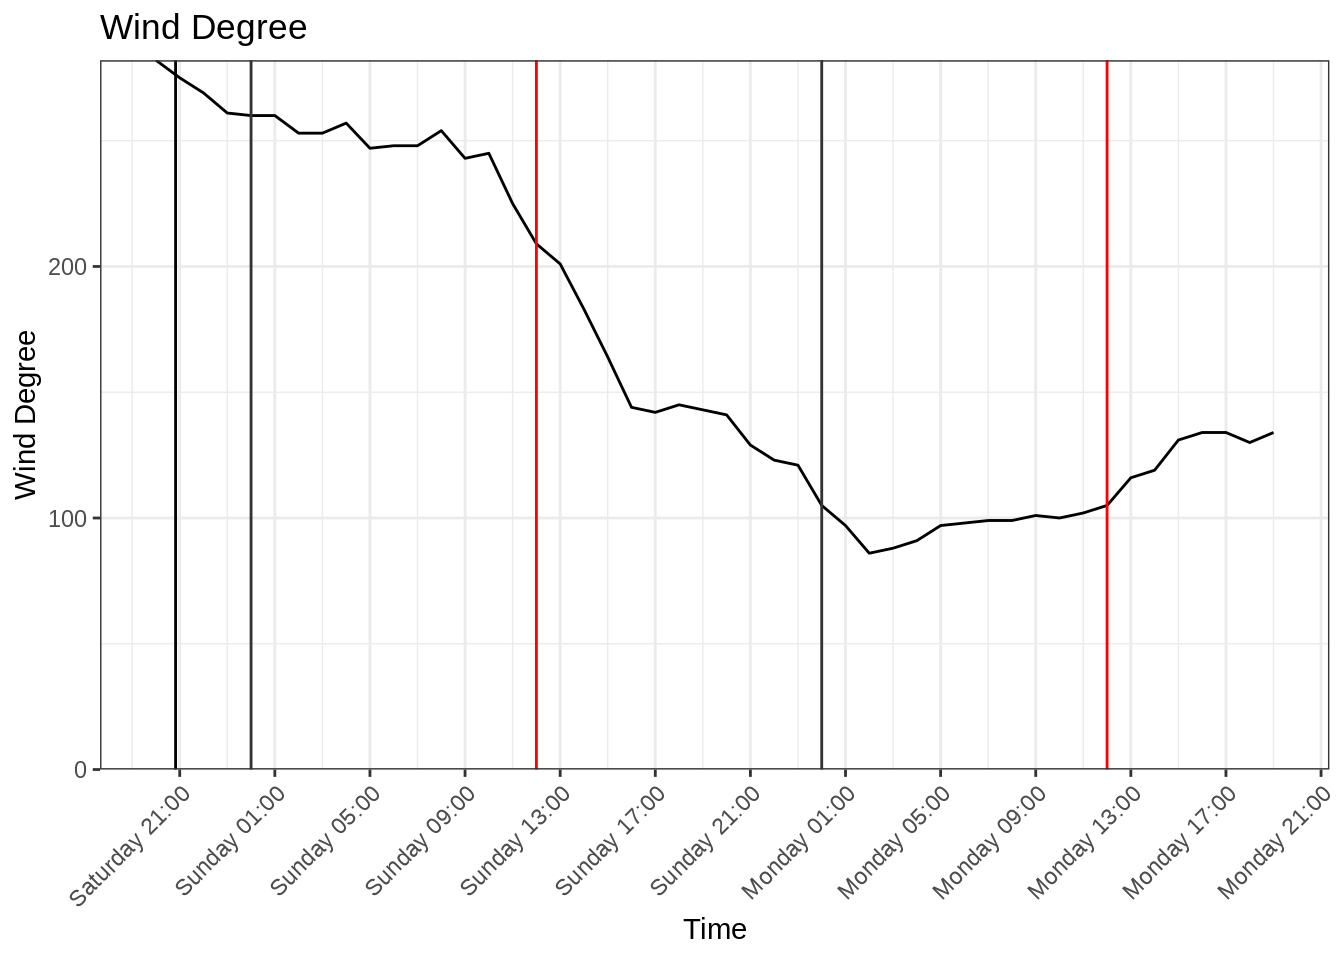 Wind Degree
Wind Degree
200
100
0
Saturday 21:00
Sunday 01:00
Sunday 05:00
Sunday 09:00
Sunday 13:00
Sunday 17:00
Sunday 21:00
Monday 01:00
Monday 05:00
Monday 09:00
Monday 13:00
Monday 17:00
Monday 21:00
Time